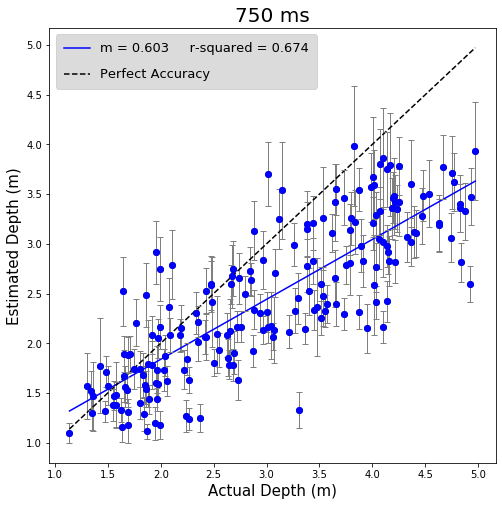 750 ms
m = 0.603 r-squared = 0.674
Perfect Accuracy
5.0
4.5
4.0
3.5
3.0
2.5
2.0
1.5
1.0
Estimated Depth (m)
1.0 1.5 2.0 2.5 3.0 3.5 4.0 4.5 5.0
Actual Depth (m)